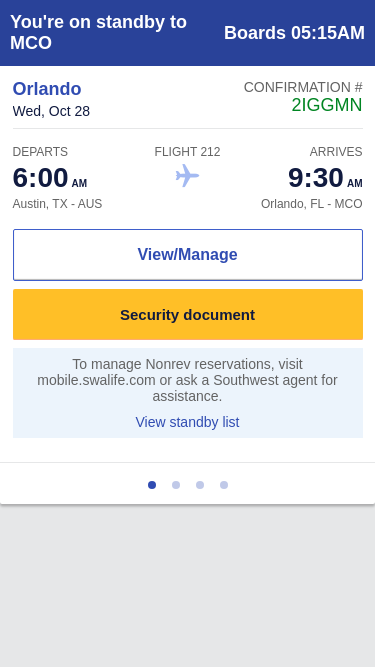 You're on standby to
MCO
Boards 05:15AM
Orlando
CONFIRMATION #
Wed, Oct 28
2IGGMN
DEPARTS
FLIGHT 212
ARRIVES
6:00 AM
9:30 AM
Austin, TX - AUS
Orlando, FL - MCO
View/Manage
Security document
To manage Nonrev reservations, visit
mobile.swalife.com or ask a Southwest agent for
assistance.
View standby list